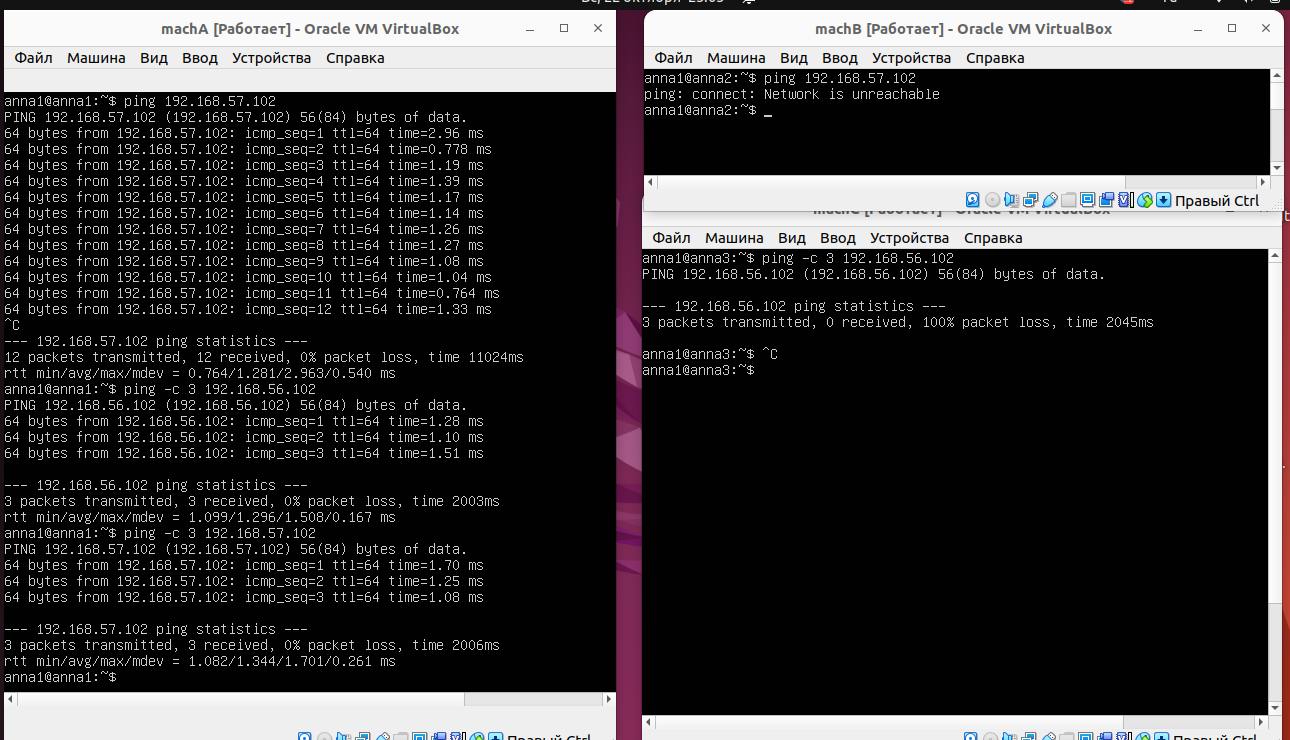 machA [Работает] - Oracle VM VirtualBox
Файл Машина Вид Ввод Устройства Справка
anna1@anna1:~$ ping 192.168.57.102
PING 192.168.57.102 (192.168.57.102) 56(84) bytes of data.
64 bytes from 192.168.57.102: icmp_seq=1 ttl=64 time=2.96 ms
64 bytes from 192.168.57.102: icmp_seq=2 ttl=64 time=0.778 ms
64 bytes from 192.168.57.102: icmp_seq=3 ttl=64 time=1.19 ms
64 bytes from 192.168.57.102: icmp_seq=4 ttl=64 time=1.39 ms
64 bytes from 192.168.57.102: icmp_seq=5 ttl=64 time=1.17 ms
64 bytes from 192.168.57.102: icmp_seq=6 ttl=64 time=1.14 ms
64 bytes from 192.168.57.102: icmp_seq=7 ttl=64 time=1.26 ms
64 bytes from 192.168.57.102: icmp_seq=8 ttl=64 time=1.27 ms
64 bytes from 192.168.57.102: icmp_seq=9 ttl=64 time=1.08 ms
64 bytes from 192.168.57.102: icmp_seq=10 ttl=64 time=1.04 ms
64 bytes from 192.168.57.102: icmp_seq=11 ttl=64 time=0.764 ms
64 bytes from 192.168.57.102: icmp_seq=12 ttl=64 time=1.33 ms
^C
--- 192.168.57.102 ping statistics ---
12 packets transmitted, 12 received, 0% packet loss, time 11024ms
rtt min/avg/max/mdev = 0.764/1.281/2.963/0.540 ms
anna1@anna1:~$ ping -c 3 192.168.56.102
PING 192.168.56.102 (192.168.56.102) 56(84) bytes of data.
64 bytes from 192.168.56.102: icmp_seq=1 ttl=64 time=1.28 ms
64 bytes from 192.168.56.102: icmp_seq=2 ttl=64 time=1.10 ms
64 bytes from 192.168.56.102: icmp_seq=3 ttl=64 time=1.51 ms
--- 192.168.56.102 ping statistics ---
3 packets transmitted, 3 received, 0% packet loss, time 2003ms
rtt min/avg/max/mdev = 1.099/1.296/1.508/0.167 ms
anna1@anna1:~$ ping -c 3 192.168.57.102
PING 192.168.57.102 (192.168.57.102) 56(84) bytes of data.
64 bytes from 192.168.57.102: icmp_seq=1 ttl=64 time=1.70 ms
64 bytes from 192.168.57.102: icmp_seq=2 ttl=64 time=1.25 ms
64 bytes from 192.168.57.102: icmp_seq=3 ttl=64 time=1.08 ms
--- 192.168.57.102 ping statistics ---
3 packets transmitted, 3 received, 0% packet loss, time 2006ms
rtt min/avg/max/mdev = 1.082/1.344/1.701/0.261 ms
anna1@anna1:~$
Правый Ctrl
machB [Работает] - Oracle VM VirtualBox
Файл Машина Вид Ввод Устройства Справка
anna1@anna2:~$ ping 192.168.57.102
ping: connect: Network is unreachable
anna1@anna2:~$ _
Правый Ctrl
[Работает] - Oracle VM VirtualBox
Файл Машина Вид Ввод Устройства Справка
anna1@anna3:~$ ping -c 3 192.168.56.102
PING 192.168.56.102 (192.168.56.102) 56(84) bytes of data.
--- 192.168.56.102 ping statistics ---
3 packets transmitted, 0 received, 100% packet loss, time 2045ms
anna1@anna3:~$ ^C
anna1@anna3:~$
Правый Ctrl